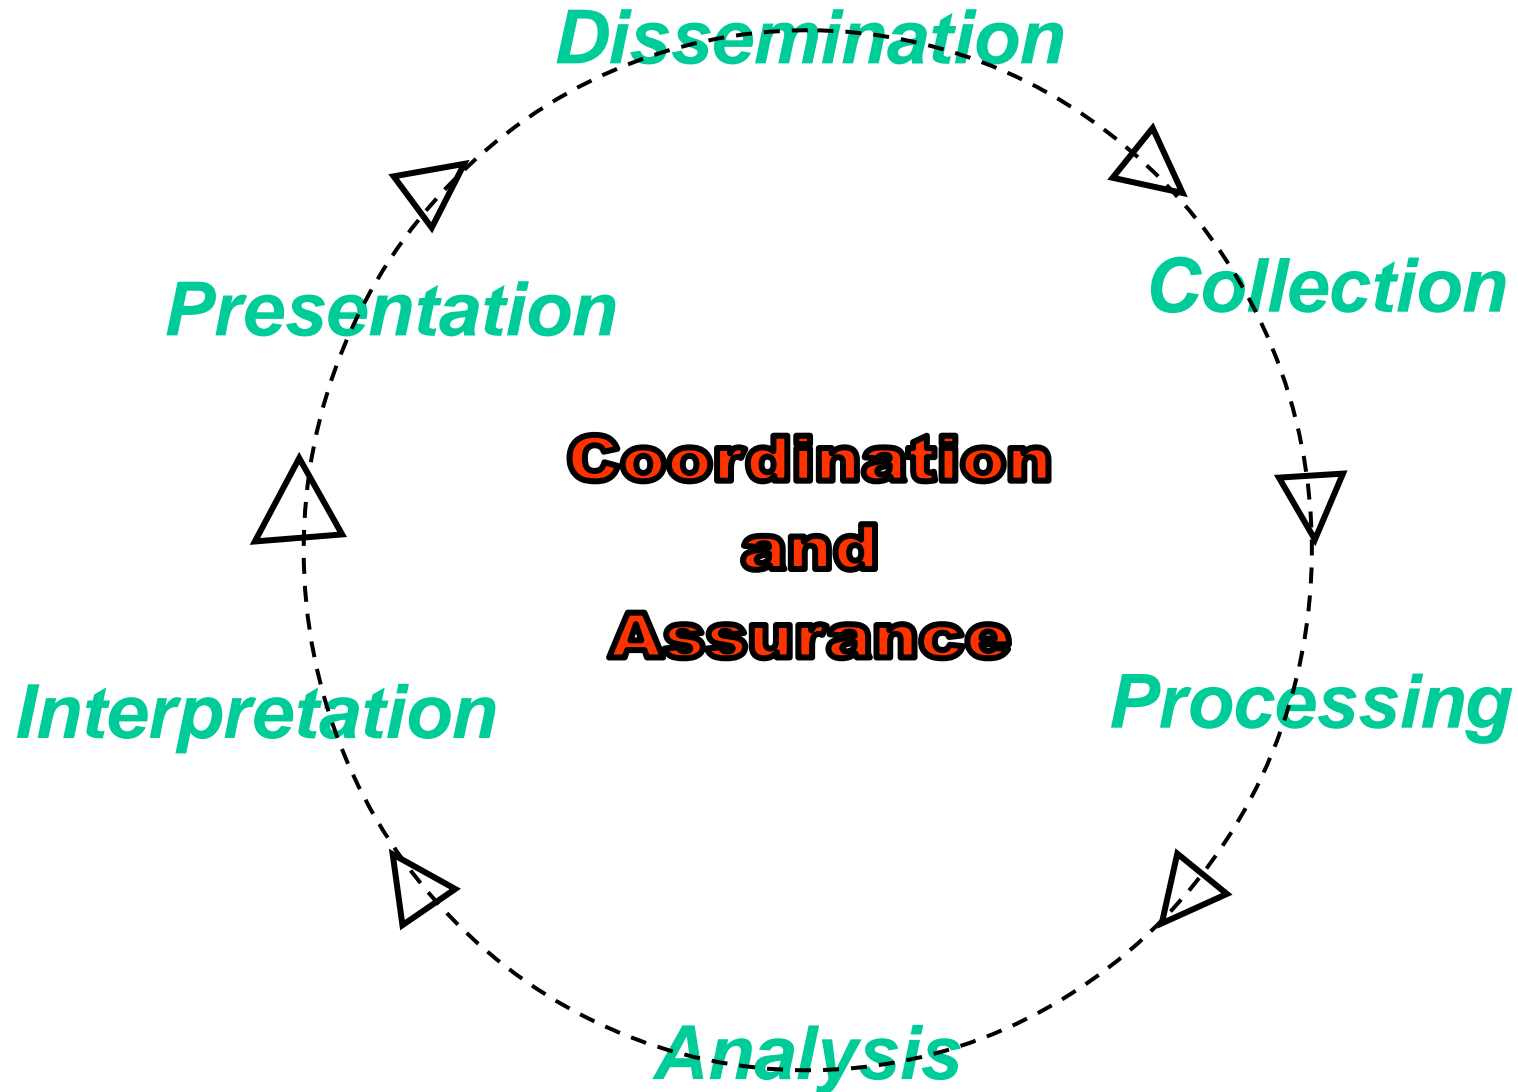 Dissemination
Collection
Presentation
Coordination
and
Assurance
Processing
Interpretation
Analysis